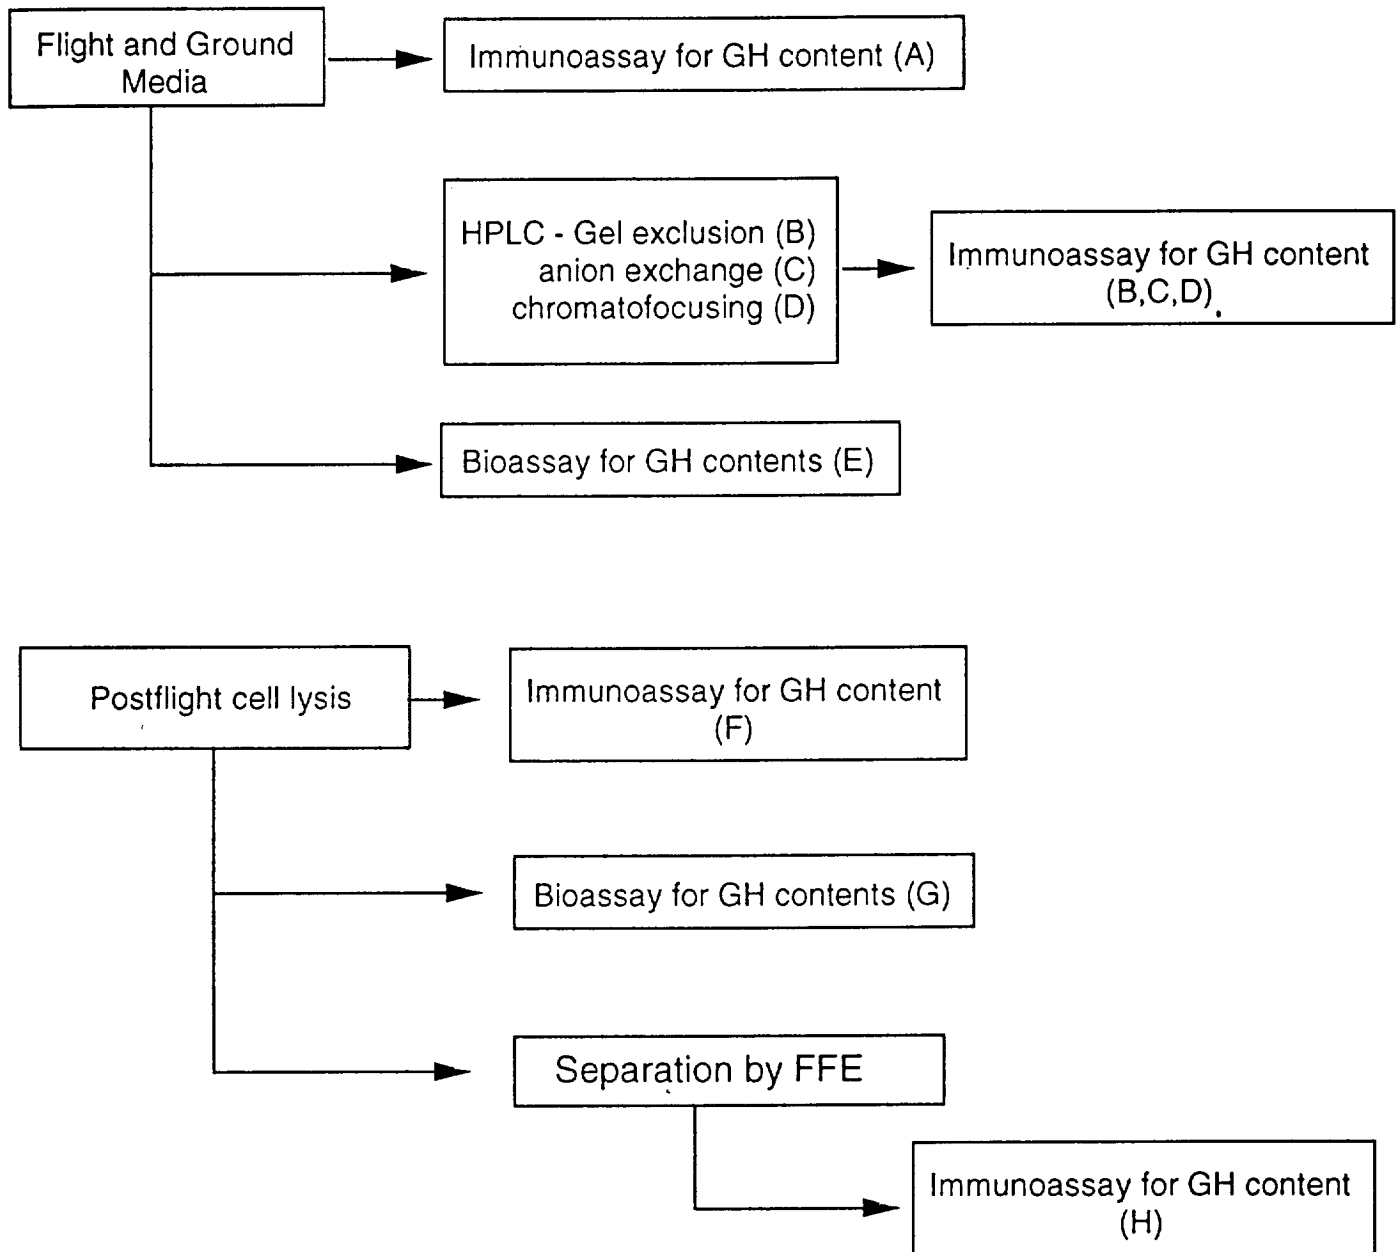 Flight and Ground
Media
Immunoassay for GH content (A)
HPLC - Gel exclusion (B)
anion exchange (C)
chromatofocusing (D)
Immunoassay for GH content
(B,C,D)
Bioassay for GH contents (E)
Postflight cell lysis
Immunoassay for GH content
(F)
Bioassay for GH contents (G)
Separation by FFE
Immunoassay for GH content
(H)